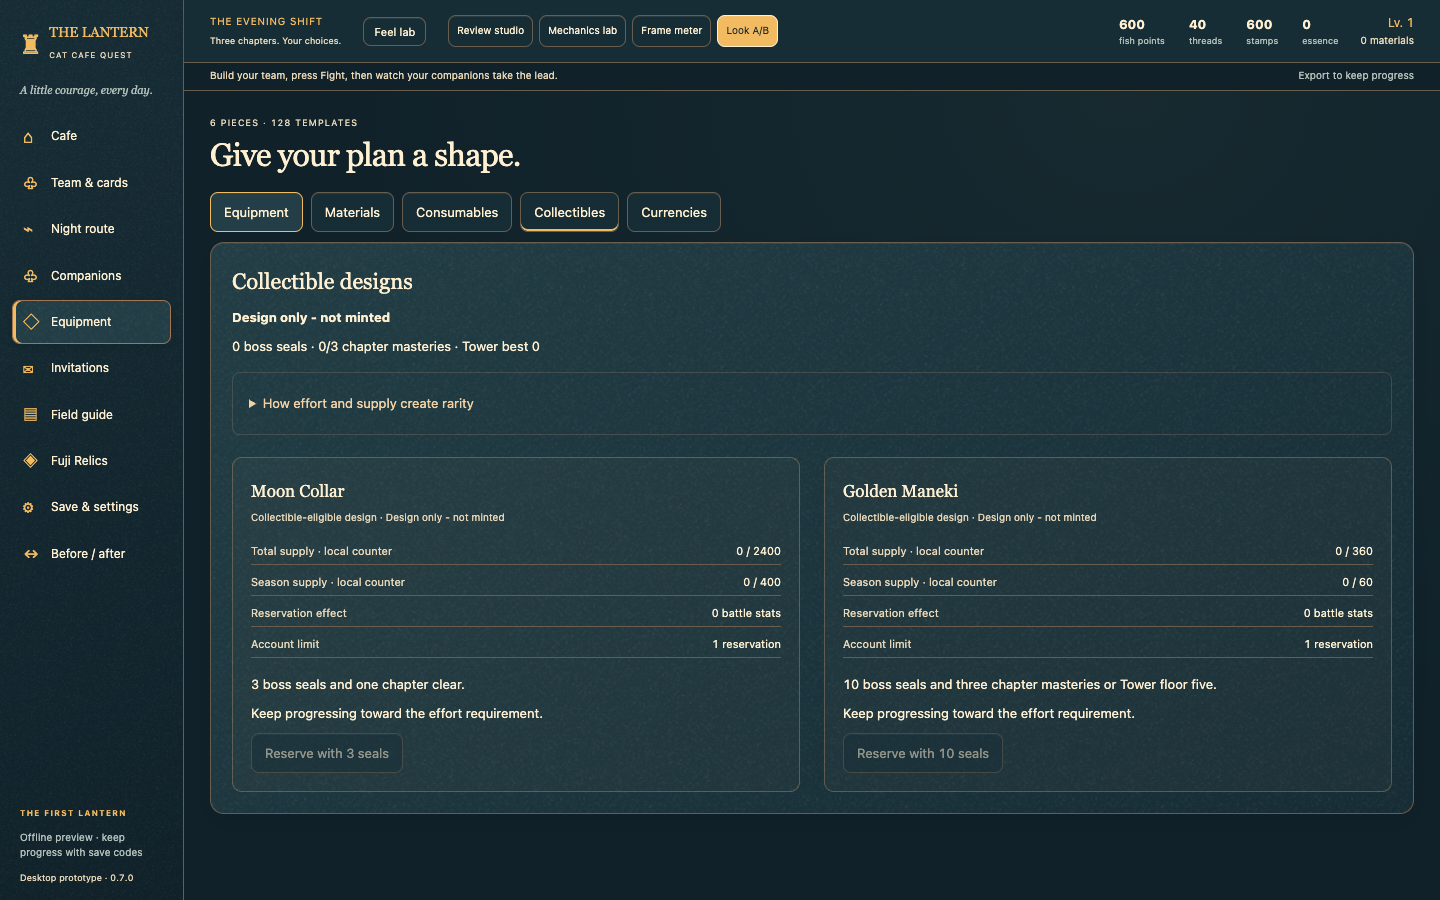 THE LANTERN
CAT CAFE QUEST
A little courage, every day.
Cafe
Team & cards
Night route
Companions
Equipment
Invitations
Field guide
Fuji Relics
Save & settings
Before / after
THE FIRST LANTERN
Offline preview · keep
progress with save codes
Desktop prototype · 0.7.0
THE EVENING SHIFT
Three chapters. Your choices.
Feel lab
Review studio
Mechanics lab
Frame meter
Look A/B
600
fish points
40
threads
600
stamps
0
essence
Lv. 1
0 materials
Build your team, press Fight, then watch your companions take the lead.
Export to keep progress
6 PIECES · 128 TEMPLATES
Give your plan a shape.
Equipment
Materials
Consumables
Collectibles
Currencies
Collectible designs
Design only - not minted
0 boss seals · 0/3 chapter masteries · Tower best 0
How effort and supply create rarity
Moon Collar
Collectible-eligible design · Design only - not minted
Total supply · local counter 0 / 2400
Season supply · local counter 0 / 400
Reservation effect 0 battle stats
Account limit 1 reservation
3 boss seals and one chapter clear.
Keep progressing toward the effort requirement.
Reserve with 3 seals
Golden Maneki
Collectible-eligible design · Design only - not minted
Total supply · local counter 0 / 360
Season supply · local counter 0 / 60
Reservation effect 0 battle stats
Account limit 1 reservation
10 boss seals and three chapter masteries or Tower floor five.
Keep progressing toward the effort requirement.
Reserve with 10 seals